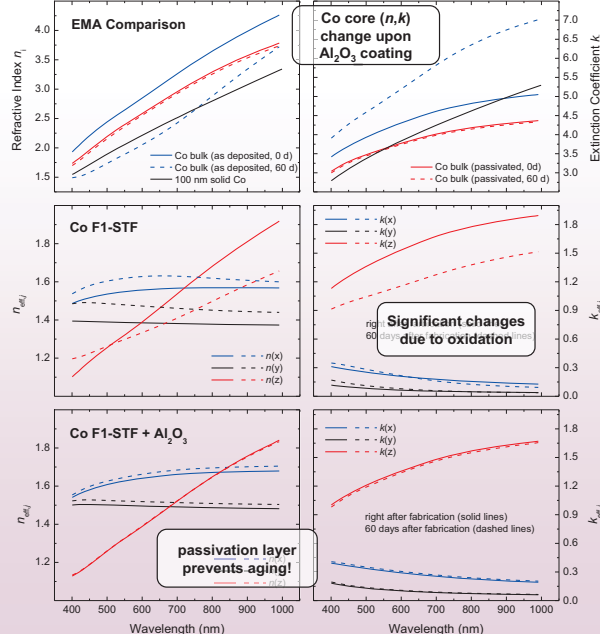 EMA Comparison
Co core (n,k)
change upon
Al2O3 coating
Refractive Index ni
4.0
3.5
3.0
2.5
2.0
1.5
Co bulk (as deposited, 0 d)
Co bulk (as deposited, 60 d)
100 nm solid Co
Co bulk (passivated, 0d)
Co bulk (passivated, 60 d)
7.0
6.5
6.0
5.5
5.0
4.5
4.0
3.5
3.0
Extinction Coefficient k
Co F1-STF
neff,j
1.8
1.6
1.4
1.2
n(x)
n(y)
n(z)
k(x)
k(y)
k(z)
Significant changes
due to oxidation
60
lines)
1.8
1.5
1.2
0.9
0.6
0.3
0.0
keff,j
Co F1-STF + Al2O3
neff,j
1.8
1.6
1.4
1.2
passivation layer
prevents aging!
n(z)
k(x)
k(y)
k(z)
right after fabrication (solid lines)
60 days after fabrication (dashed lines)
1.8
1.5
1.2
0.9
0.6
0.3
0.0
keff,j
400 500 600 700 800 900 1000
400 500 600 700 800 900 1000
Wavelength (nm)
Wavelength (nm)